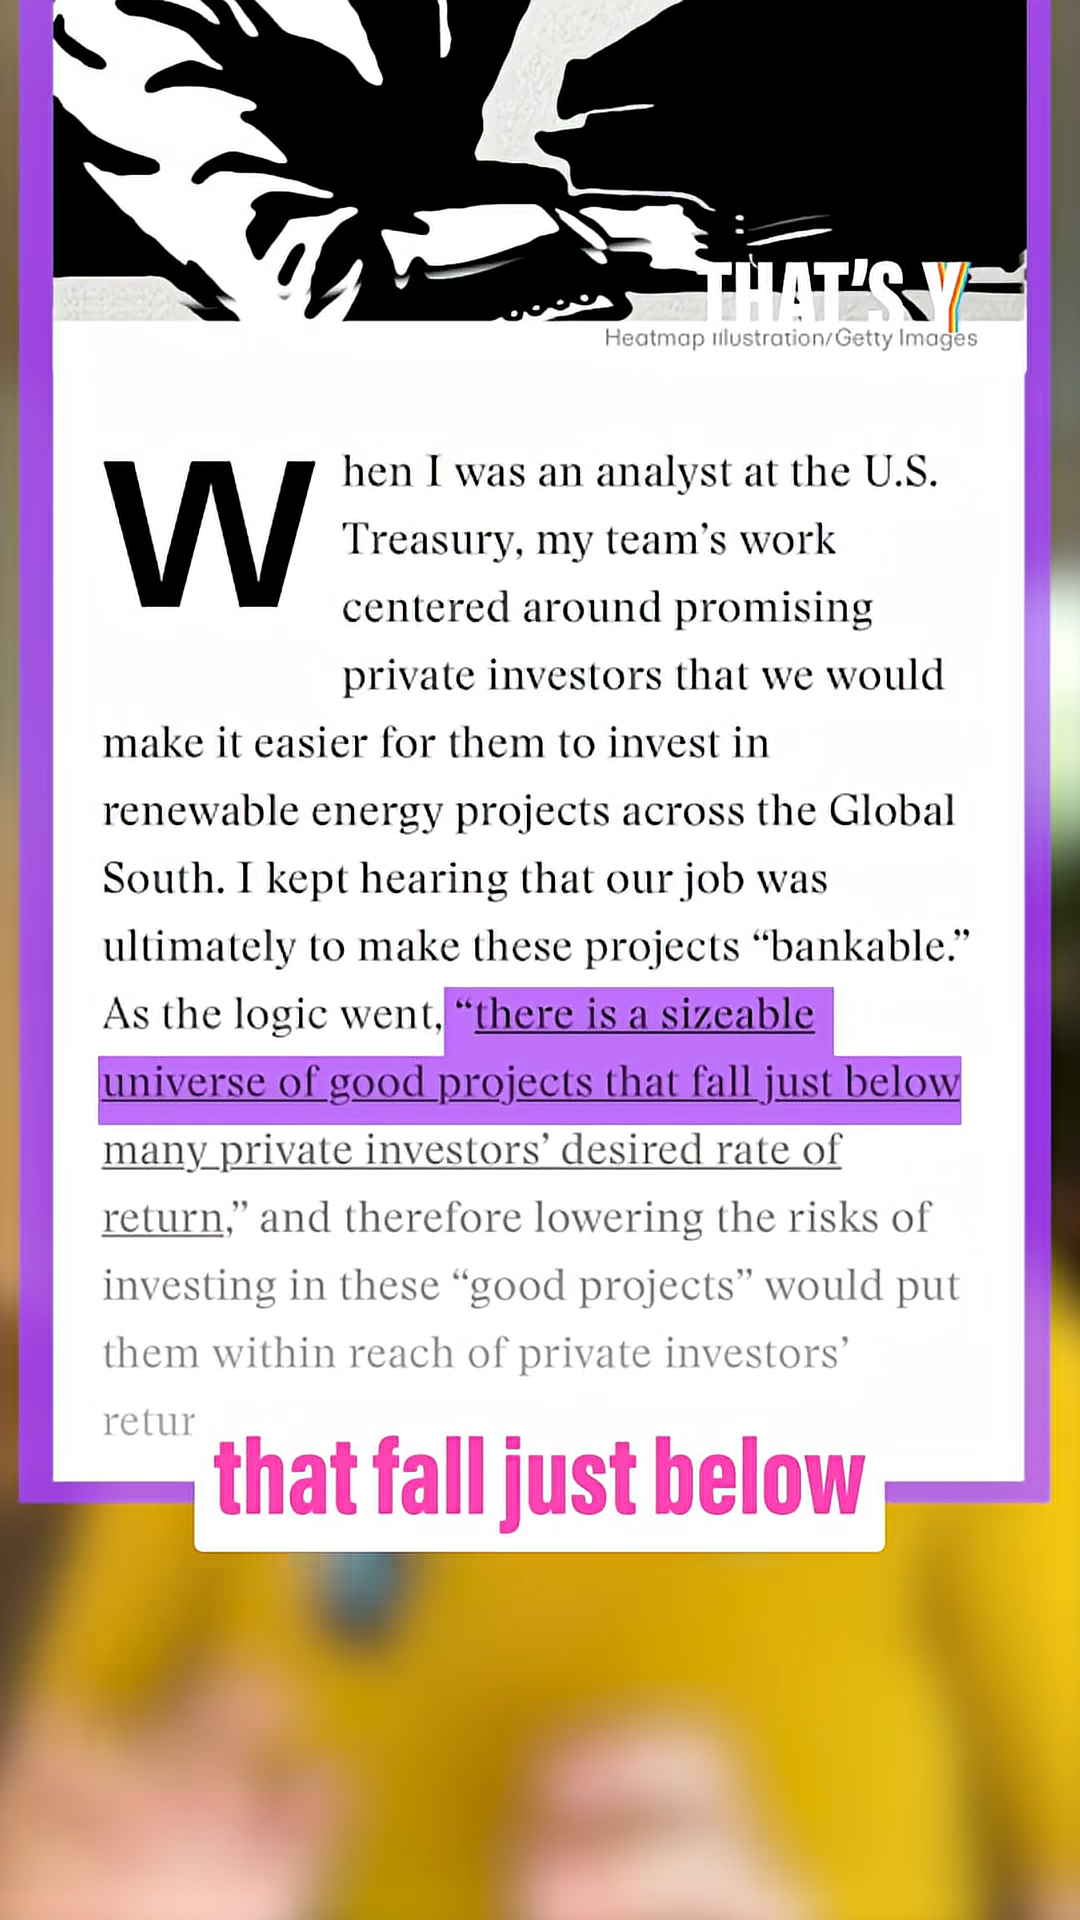 THAT'S Y
Heatmap Illustration/Getty Images
When I was an analyst at the U.S.
Treasury, my team’s work
centered around promising
private investors that we would
make it easier for them to invest in
renewable energy projects across the Global
South. I kept hearing that our job was
ultimately to make these projects “bankable.”
As the logic went, “there is a sizeable
universe of good projects that fall just below
many private investors’ desired rate of
return,” and therefore lowering the risks of
investing in these “good projects” would put
them within reach of private investors’
retur
that fall just below